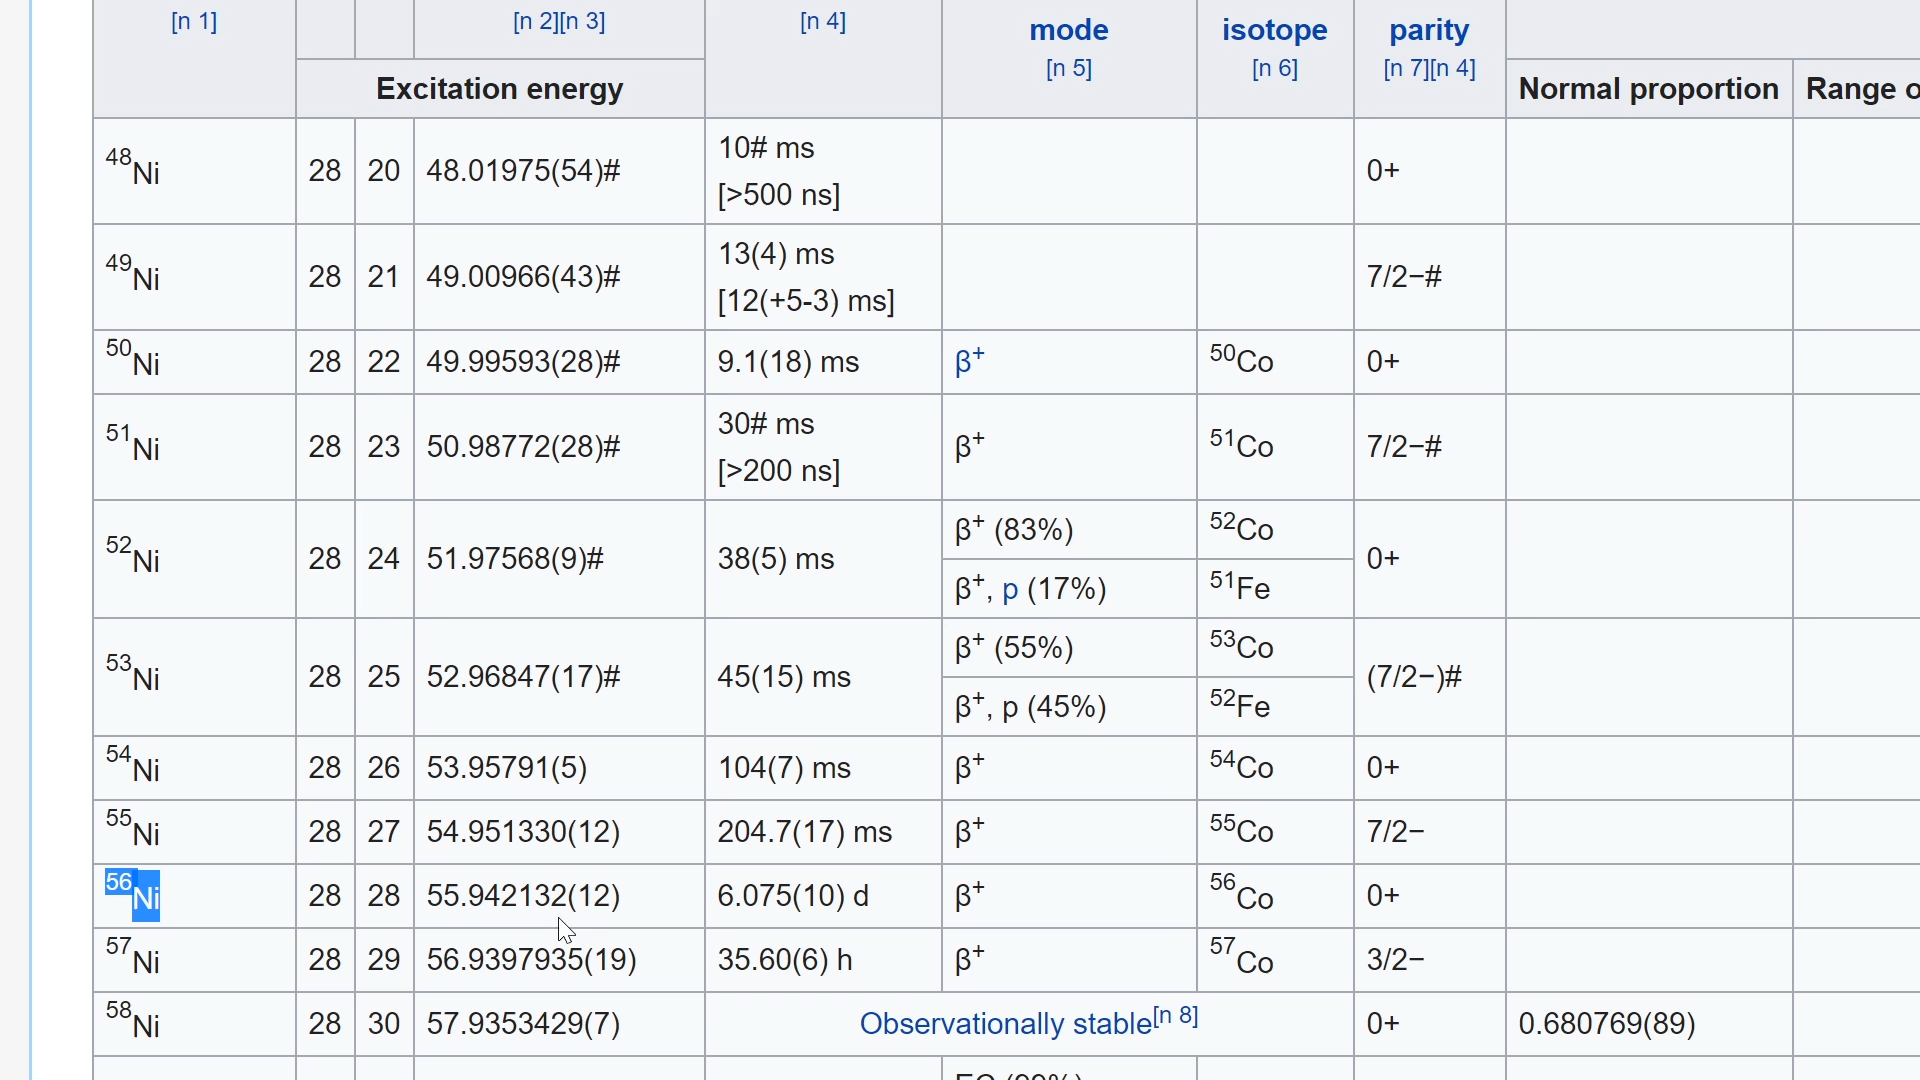 [n 1] [n 2][n 3] [n 4] mode isotope parity
[n 5] [n 6] [n 7][n 4]
Excitation energy Normal proportion Range o
⁴⁸Ni 28 20 48.01975(54)# 10# ms 0+
[>500 ns]
⁴⁹Ni 28 21 49.00966(43)# 13(4) ms 7/2−#
[12(+5-3) ms]
⁵⁰Ni 28 22 49.99593(28)# 9.1(18) ms β⁺ ⁵⁰Co 0+
⁵¹Ni 28 23 50.98772(28)# 30# ms β⁺ ⁵¹Co 7/2−#
[>200 ns]
⁵²Ni 28 24 51.97568(9)# 38(5) ms β⁺ (83%) ⁵²Co 0+
β⁺, p (17%) ⁵¹Fe
⁵³Ni 28 25 52.96847(17)# 45(15) ms β⁺ (55%) ⁵³Co (7/2−)#
β⁺, p (45%) ⁵²Fe
⁵⁴Ni 28 26 53.95791(5) 104(7) ms β⁺ ⁵⁴Co 0+
⁵⁵Ni 28 27 54.951330(12) 204.7(17) ms β⁺ ⁵⁵Co 7/2−
⁵⁶Ni 28 28 55.942132(12) 6.075(10) d β⁺ ⁵⁶Co 0+
⁵⁷Ni 28 29 56.9397935(19) 35.60(6) h β⁺ ⁵⁷Co 3/2−
⁵⁸Ni 28 30 57.9353429(7) Observationally stable[n 8] 0+ 0.680769(89)